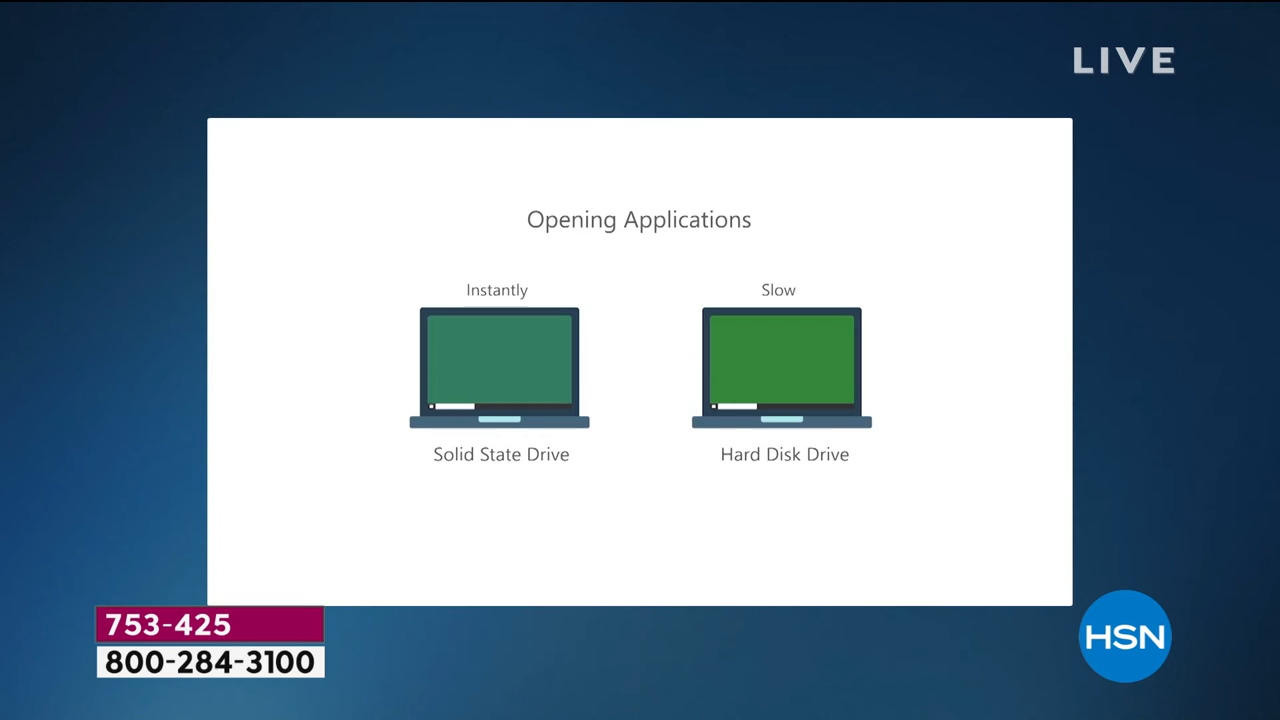 LIVE
Opening Applications
Instantly
Slow
Solid State Drive
Hard Disk Drive
753-425
800-284-3100
HSN